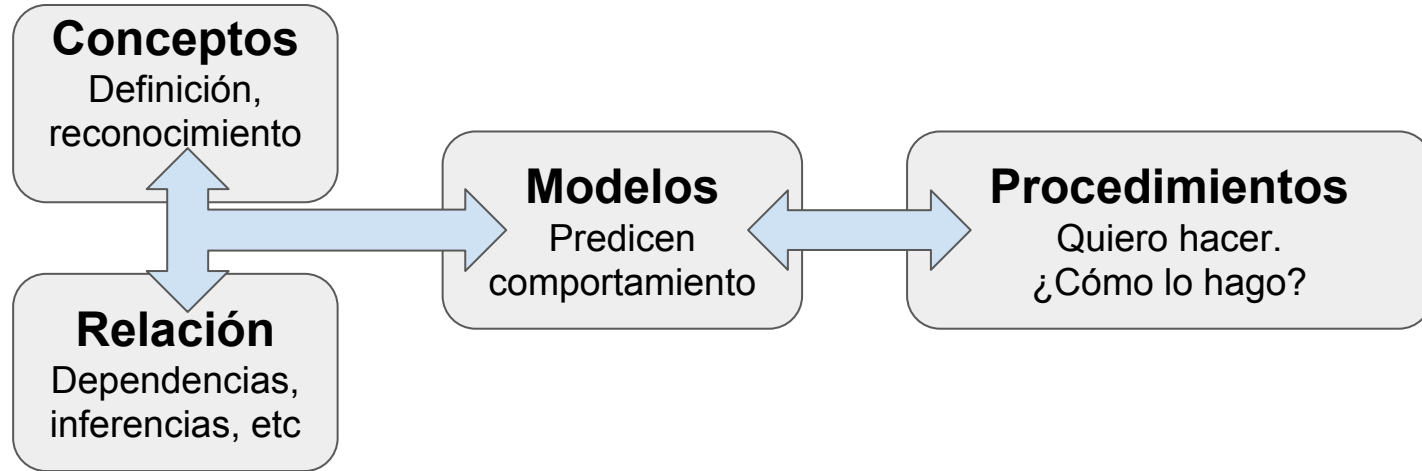 Conceptos
Definición,
reconocimiento
Relación
Dependencias,
inferencias, etc
Modelos
Predicen
comportamiento
Procedimientos
Quiero hacer.
¿Cómo lo hago?